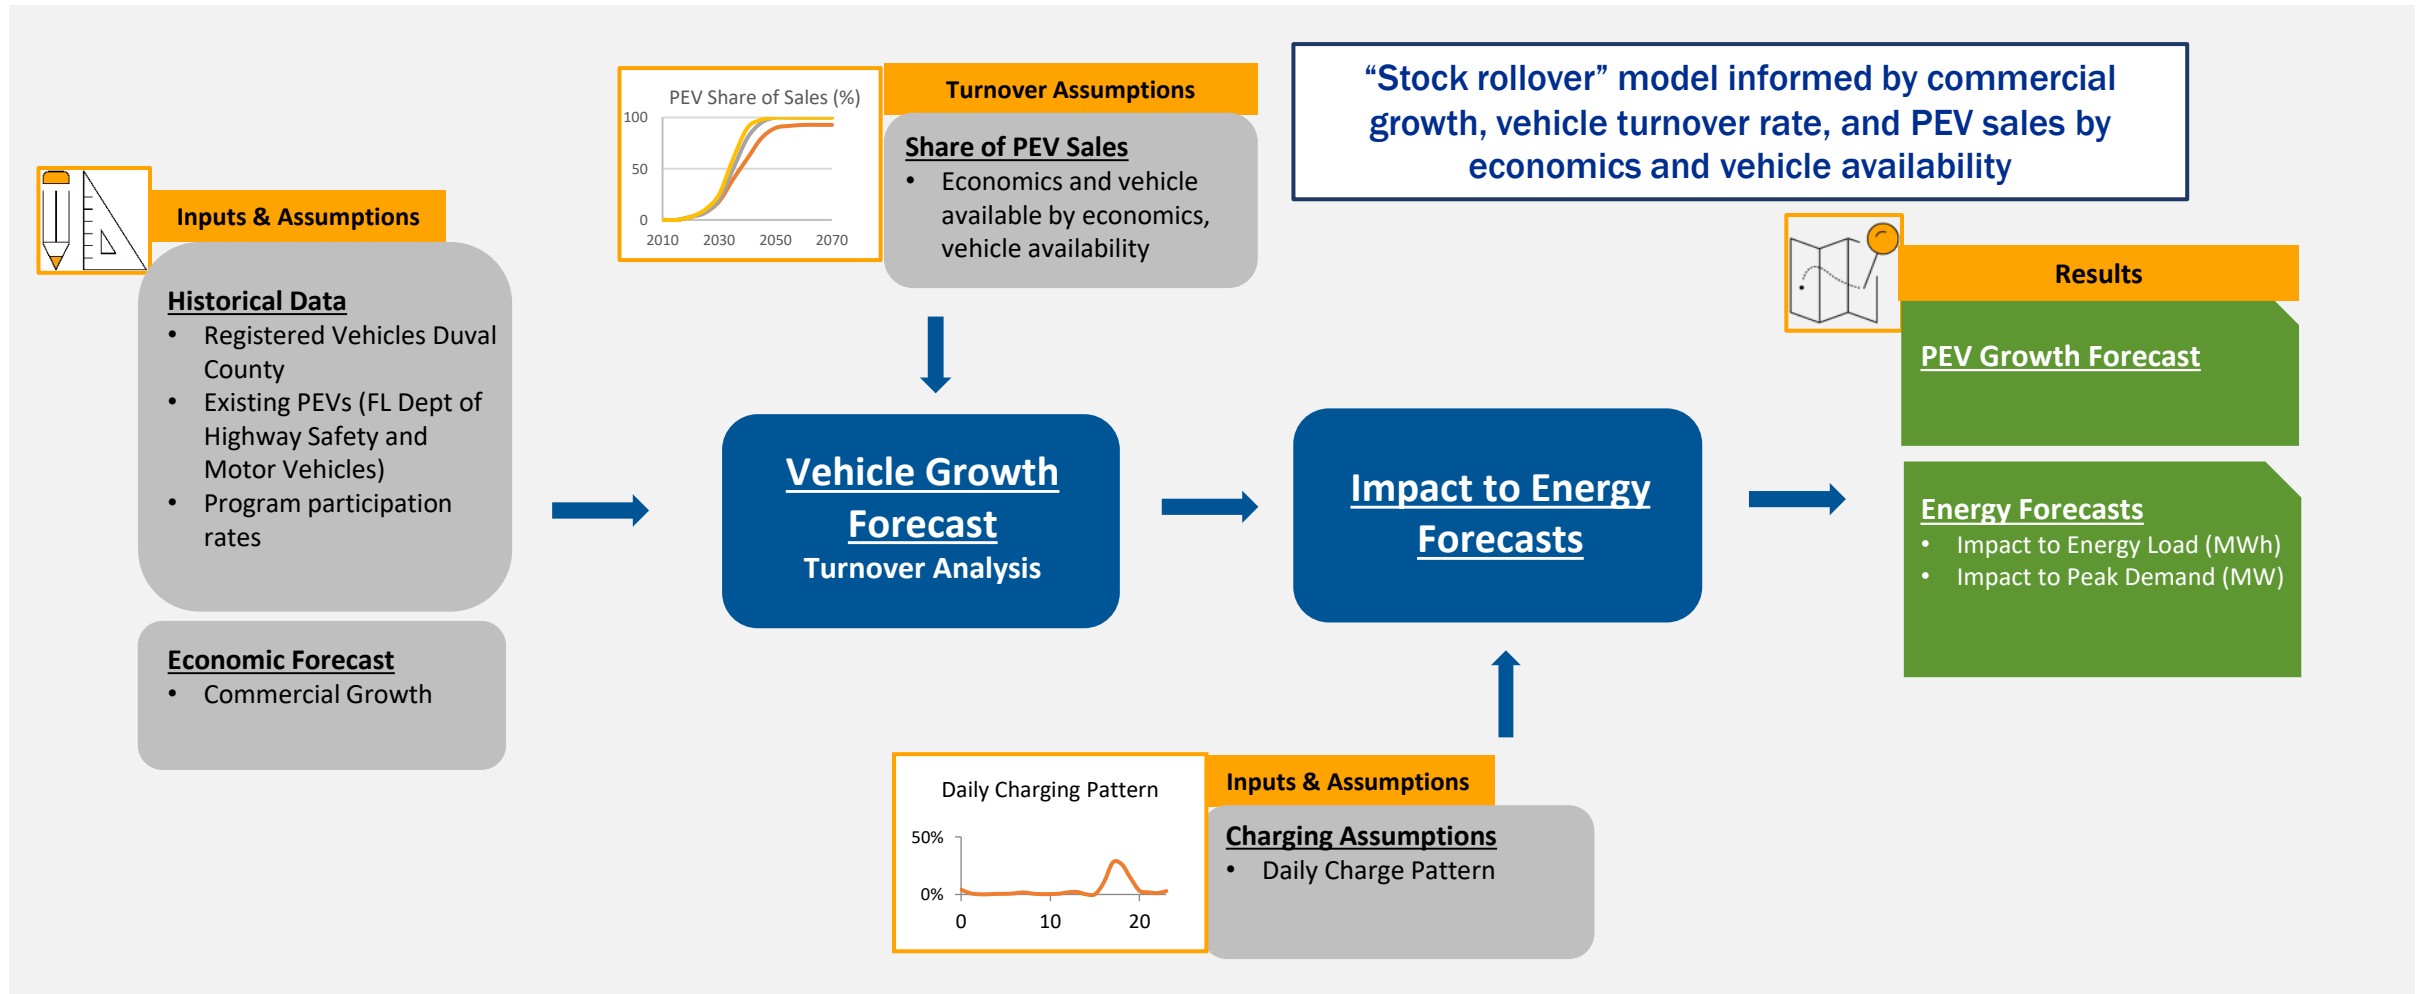 “Stock rollover” model informed by commercial
growth, vehicle turnover rate, and PEV sales by
economics and vehicle availability
PEV Share of Sales (%)
100
50
0
2010 2030 2050 2070
Turnover Assumptions
Share of PEV Sales
• Economics and vehicle
available by economics,
vehicle availability
Inputs & Assumptions
Historical Data
• Registered Vehicles Duval
County
• Existing PEVs (FL Dept of
Highway Safety and
Motor Vehicles)
• Program participation
rates
Economic Forecast
• Commercial Growth
Vehicle Growth
Forecast
Turnover Analysis
Impact to Energy
Forecasts
Results
PEV Growth Forecast
Energy Forecasts
• Impact to Energy Load (MWh)
• Impact to Peak Demand (MW)
Daily Charging Pattern
50%
0%
0 10 20
Inputs & Assumptions
Charging Assumptions
• Daily Charge Pattern